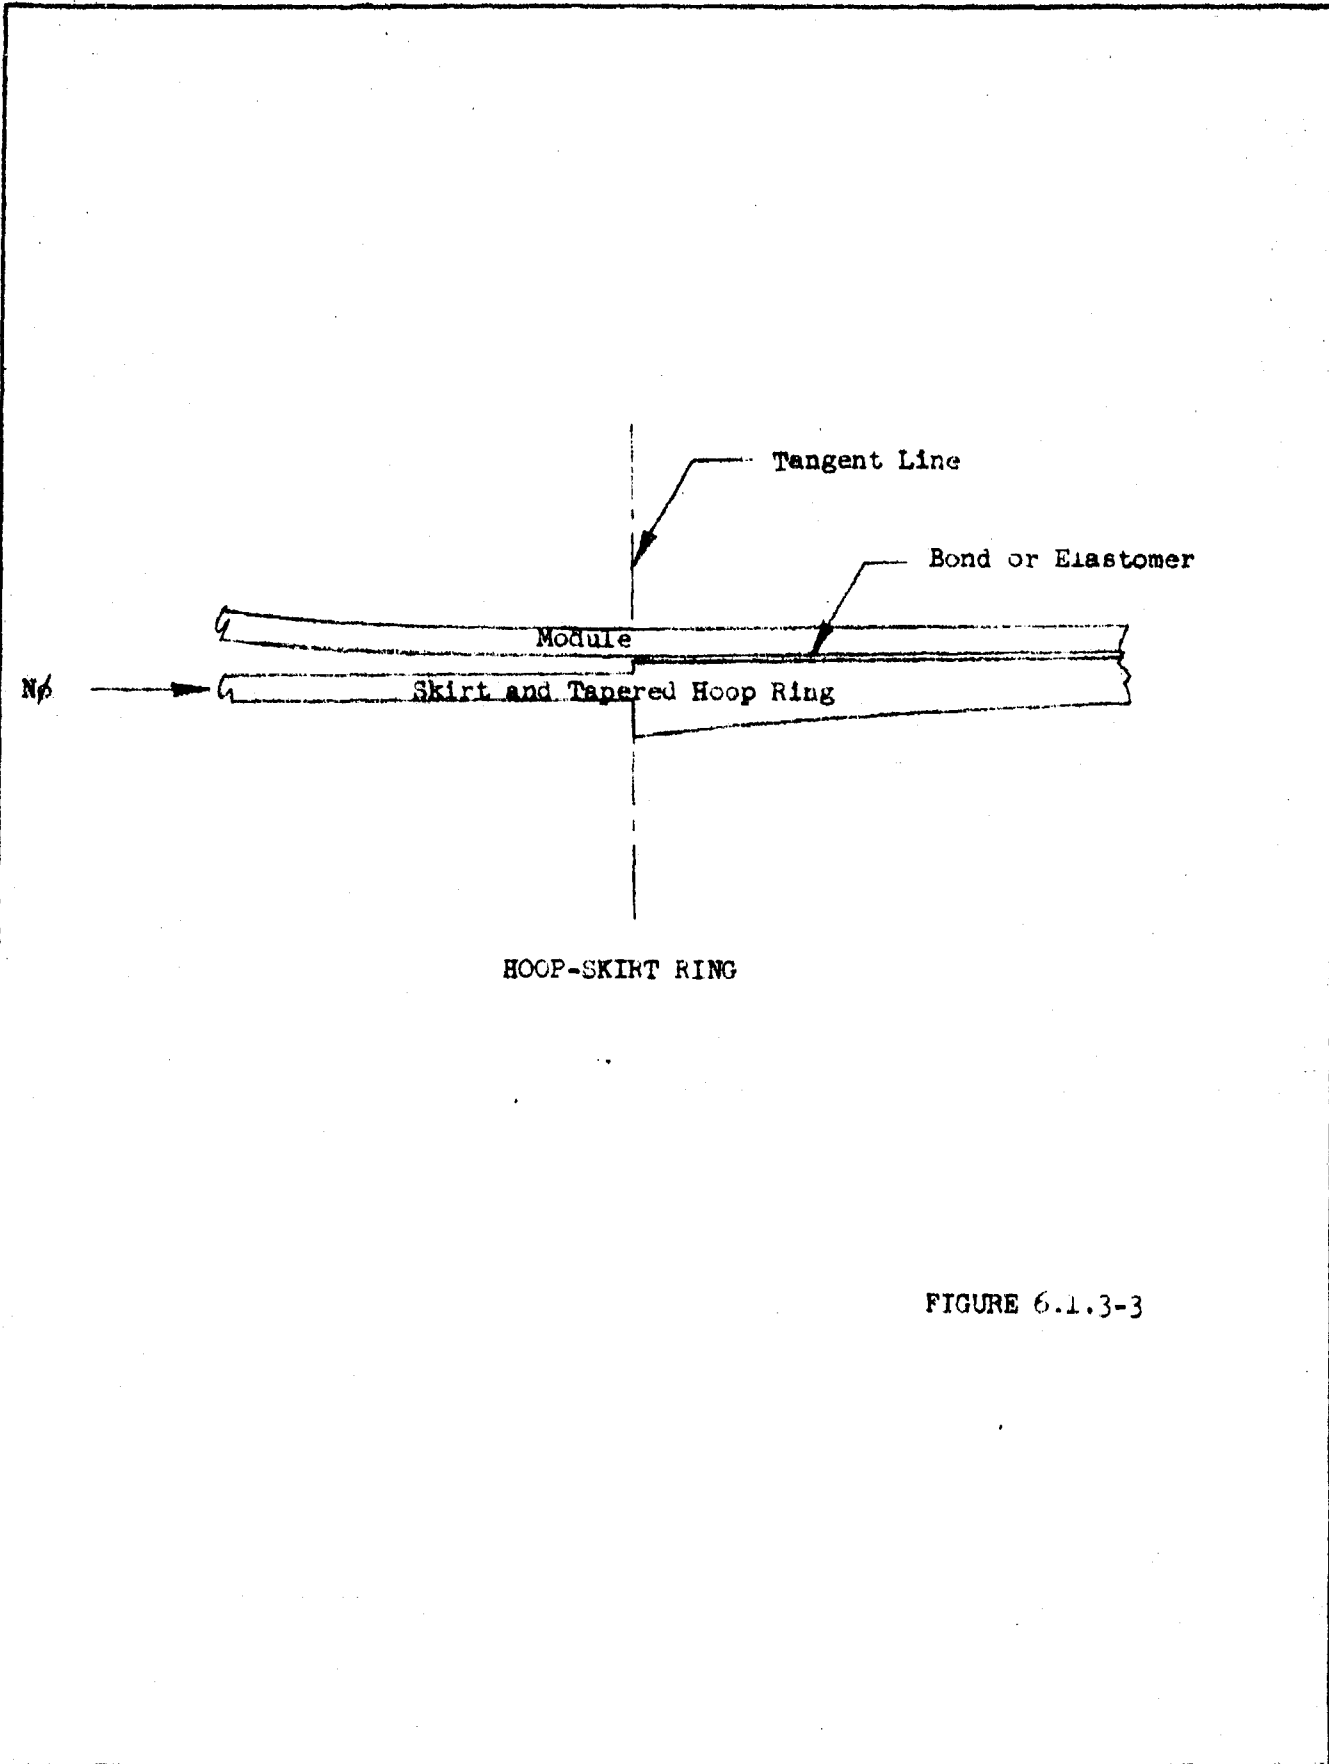 Tangent Line
Bond or Elastomer
Module
Nø
Skirt and Tapered Hoop Ring
HOOP-SKIRT RING
FIGURE 6.1.3-3